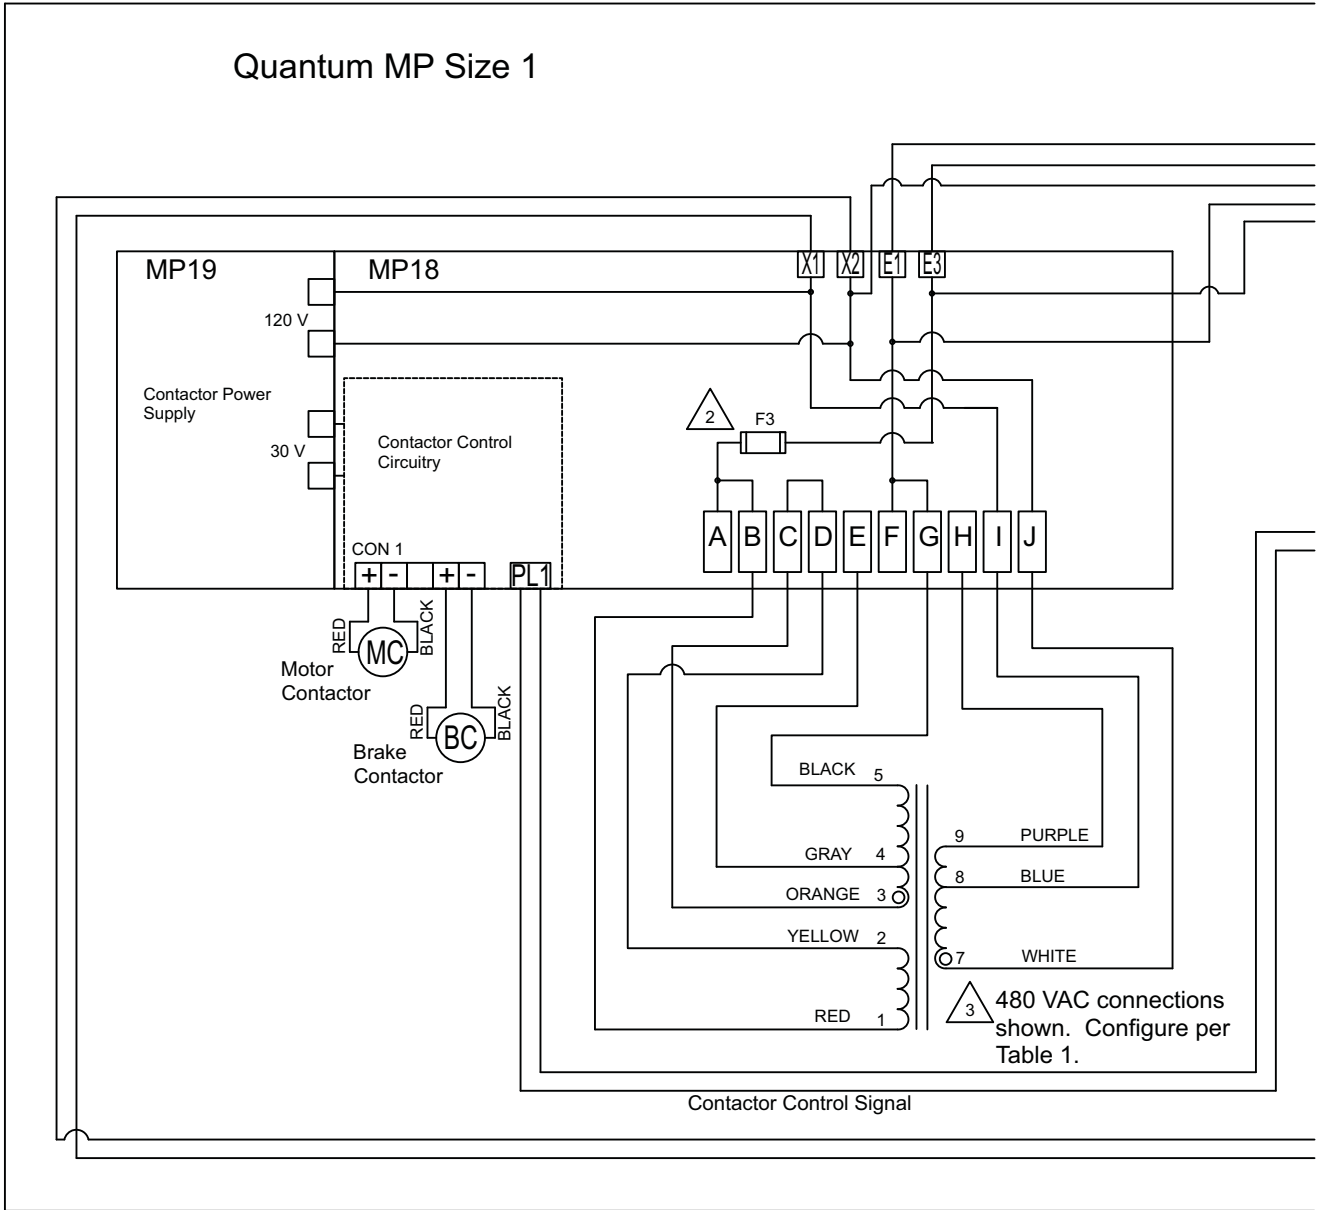 Quantum MP Size 1
X1 X2 E1 E3
MP19
MP18
120 V
Contactor Power
Supply
30 V
Contactor Control
Circuitry
2
F3
A B C D E F G H I J
CON 1
+ - + -
PL1
RED
MC
BLACK
Motor
Contactor
RED
BC
BLACK
Brake
Contactor
BLACK 5
GRAY 4
ORANGE 3
YELLOW 2
RED 1
9 PURPLE
8 BLUE
7 WHITE
3
480 VAC connections
shown. Configure per
Table 1.
Contactor Control Signal